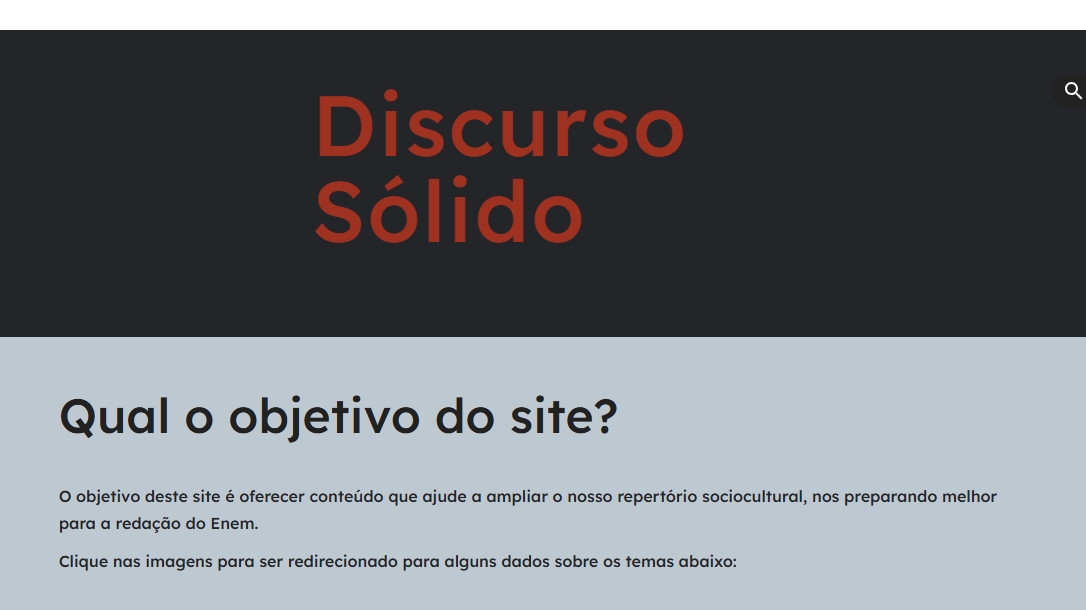 Discurso
Sólido
Qual o objetivo do site?
O objetivo deste site é oferecer conteúdo que ajude a ampliar o nosso repertório sociocultural, nos preparando melhor
para a redação do Enem.
Clique nas imagens para ser redirecionado para alguns dados sobre os temas abaixo: